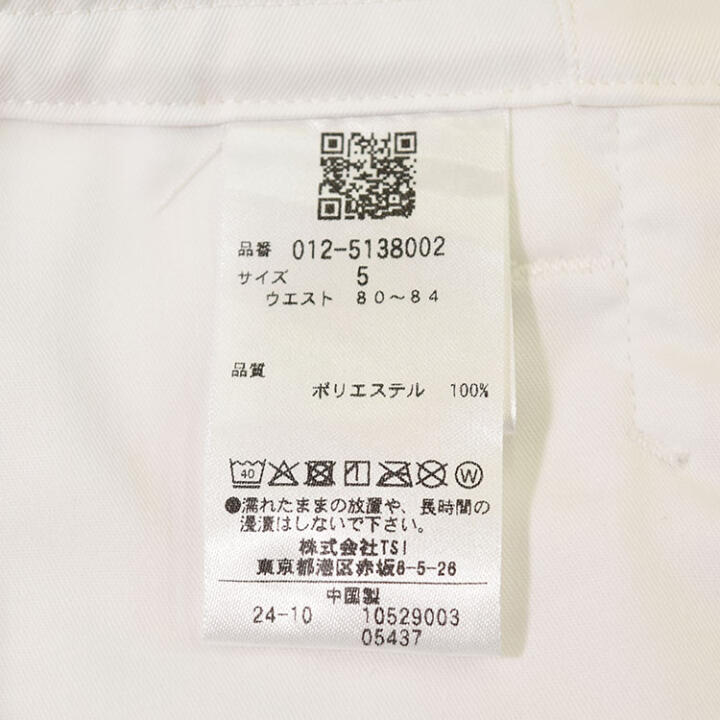 品番 012-5138002
サイズ 5
ウエスト 80～84
品質
ポリエステル 100%
40
W
●濡れたままの放置や、長時間の
浸漬はしないで下さい。
株式会社TSI
東京都港区赤坂8-5-26
中国製
24-10 10529003
05437